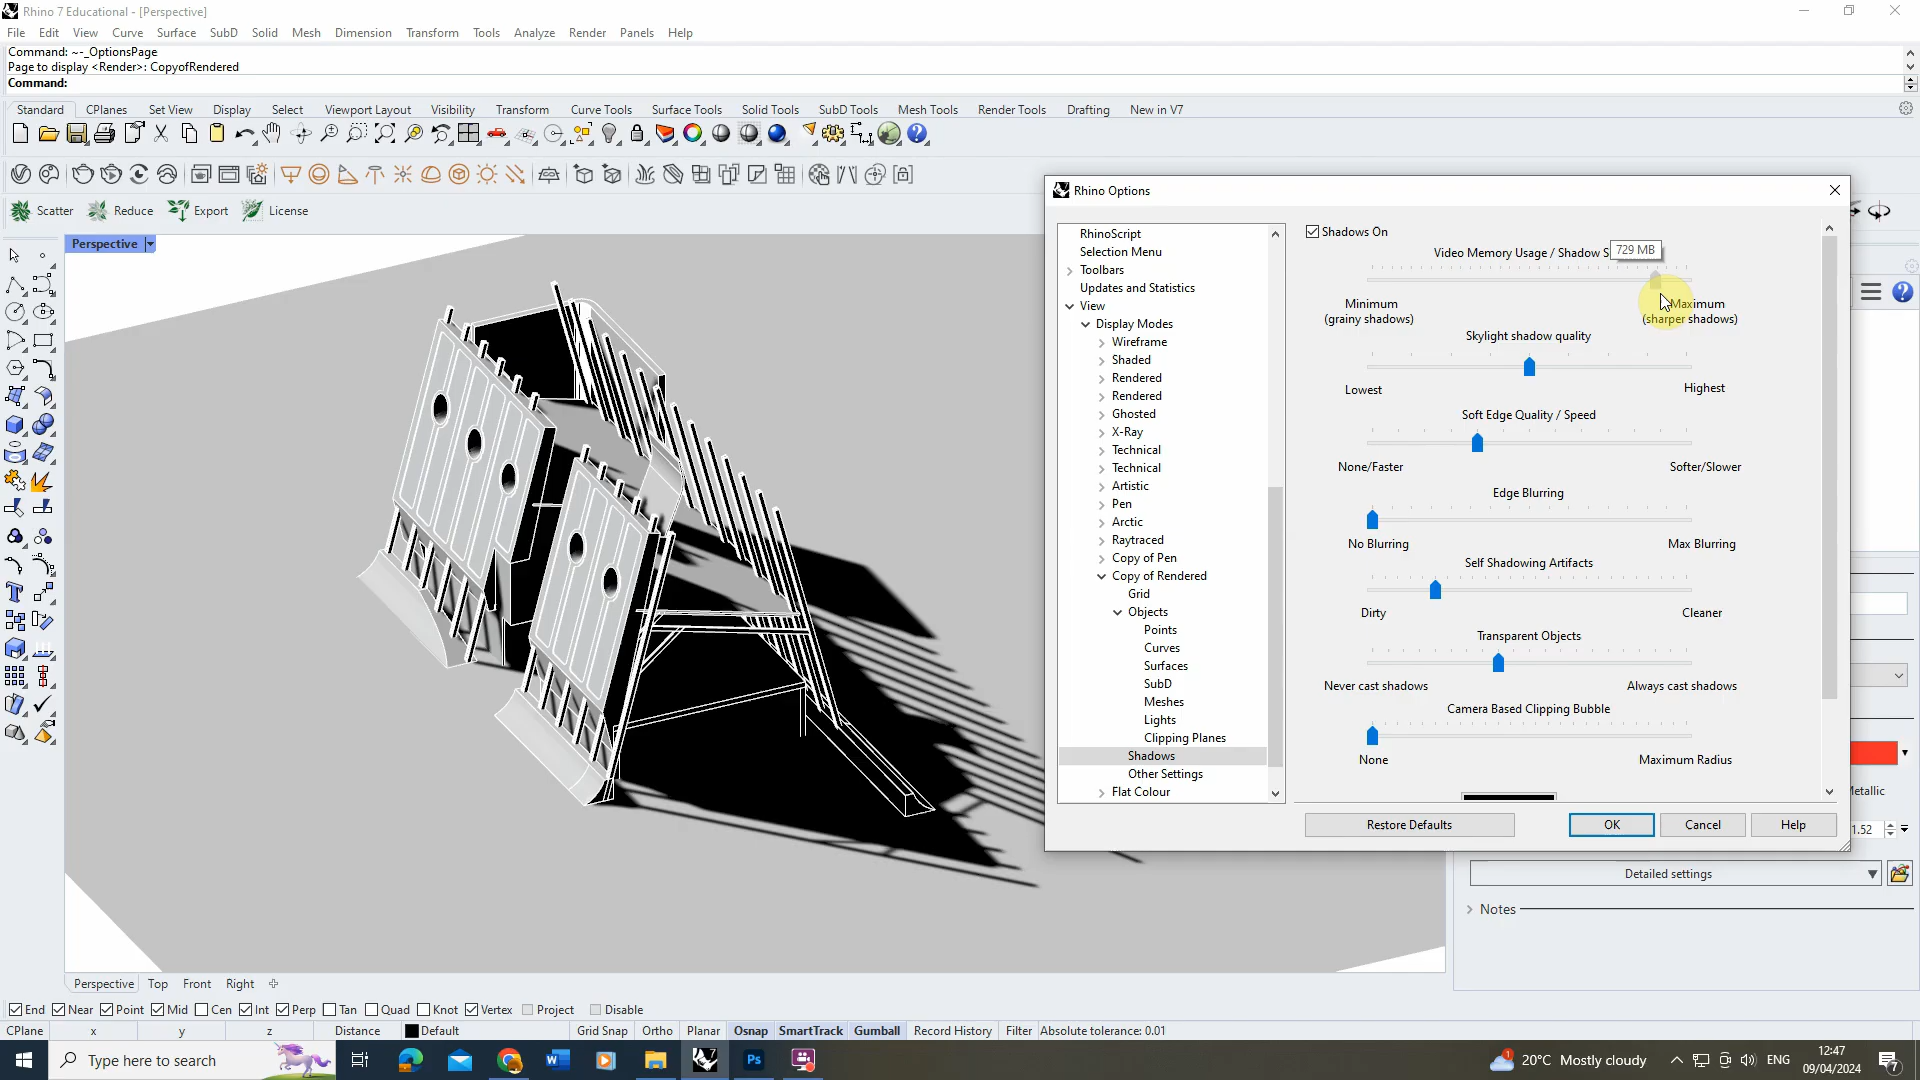 Rhino 7 Educational - [Perspective]
File Edit View Curve Surface SubD Solid Mesh Dimension Transform Tools Analyze Render Panels Help
Command: ~-_OptionsPage
Page to display <Render>: CopyofRendered
Command:
Standard CPlanes Set View Display Select Viewport Layout Visibility Transform Curve Tools Surface Tools Solid Tools SubD Tools Mesh Tools Render Tools Drafting New in V7
Scatter Reduce Export License
Perspective
Rhino Options
RhinoScript
Selection Menu
Toolbars
Updates and Statistics
View
Display Modes
Wireframe
Shaded
Rendered
Rendered
Ghosted
X-Ray
Technical
Technical
Artistic
Pen
Arctic
Raytraced
Copy of Pen
Copy of Rendered
Grid
Objects
Points
Curves
Surfaces
SubD
Meshes
Lights
Clipping Planes
Shadows
Other Settings
Flat Colour
Shadows On
Video Memory Usage / Shadow S
729 MB
Minimum Maximum
(grainy shadows) (sharper shadows)
Skylight shadow quality
Lowest Highest
Soft Edge Quality / Speed
None/Faster Softer/Slower
Edge Blurring
No Blurring Max Blurring
Self Shadowing Artifacts
Dirty Cleaner
Transparent Objects
Never cast shadows Always cast shadows
Camera Based Clipping Bubble
None Maximum Radius
Restore Defaults OK Cancel Help
Metallic
1.52
Detailed settings
Notes
Perspective Top Front Right
End Near Point Mid Cen Int Perp Tan Quad Knot Vertex Project Disable
CPlane x y z Distance Default Grid Snap Ortho Planar Osnap SmartTrack Gumball Record History Filter Absolute tolerance: 0.01
Type here to search
Ps
20°C Mostly cloudy
ENG
12:47
09/04/2024
7